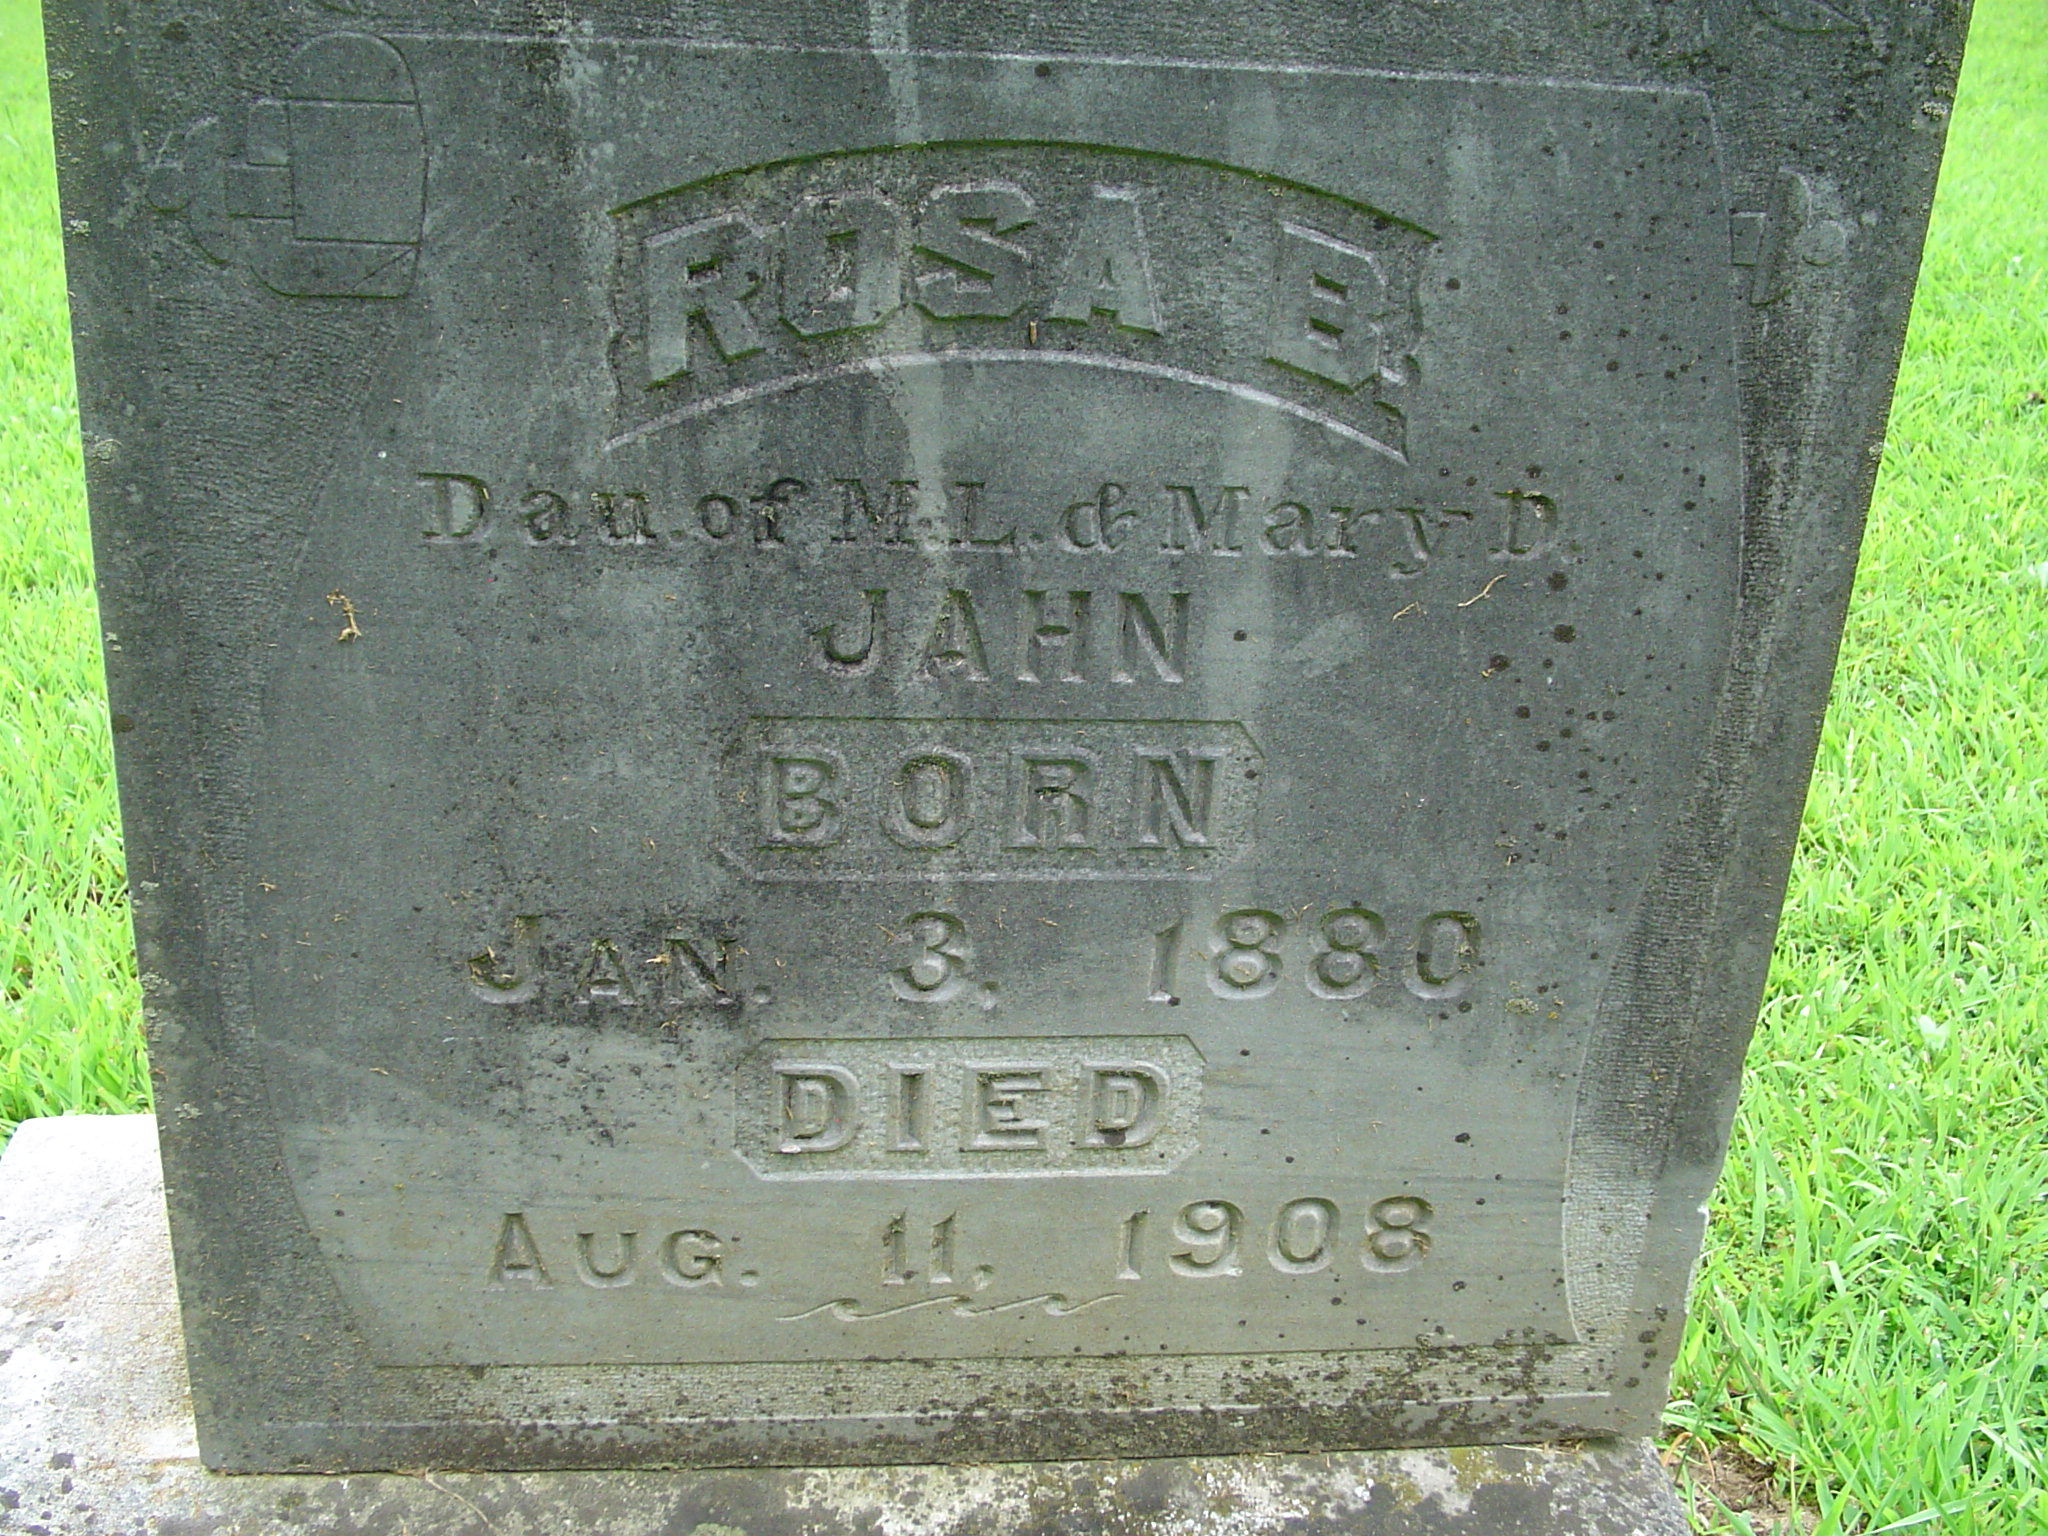 ROSA B.
Dau. of M. L. & Mary D.
JAHN
BORN
JAN. 3, 1880
DIED
AUG. 11, 1908